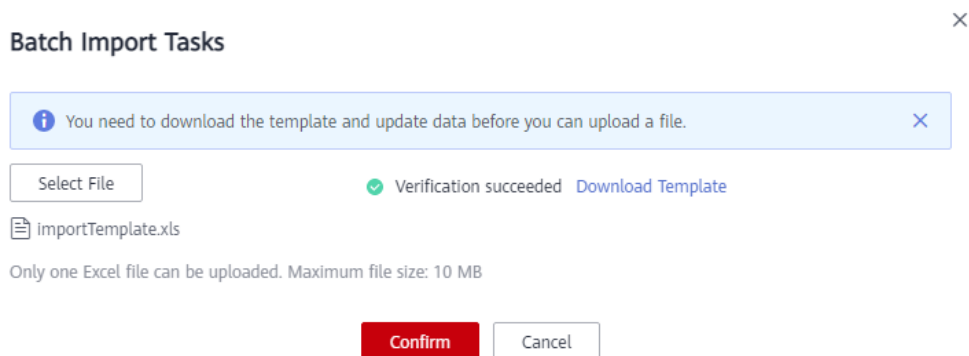 Batch Import Tasks
You need to download the template and update data before you can upload a file.
Select File
Verification succeeded Download Template
importTemplate.xls
Only one Excel file can be uploaded. Maximum file size: 10 MB
Confirm Cancel